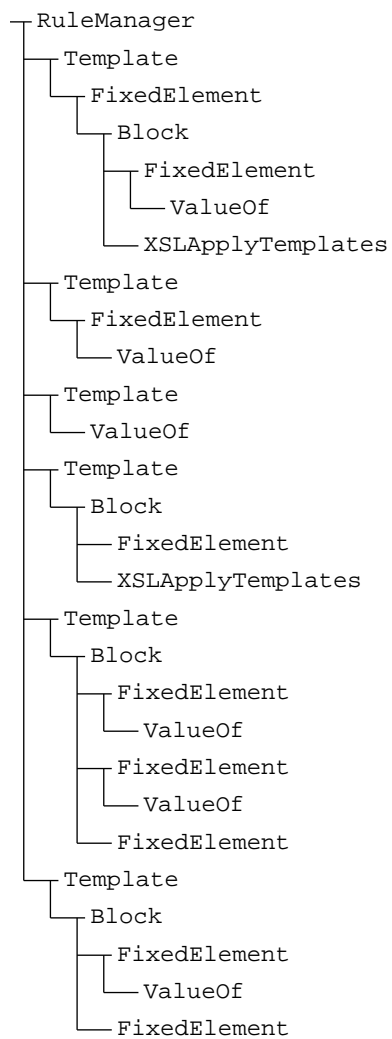 RuleManager
Template
FixedElement
Block
FixedElement
ValueOf
XSLApplyTemplates
Template
FixedElement
ValueOf
Template
ValueOf
Template
Block
FixedElement
XSLApplyTemplates
Template
Block
FixedElement
ValueOf
FixedElement
ValueOf
FixedElement
Template
Block
FixedElement
ValueOf
FixedElement